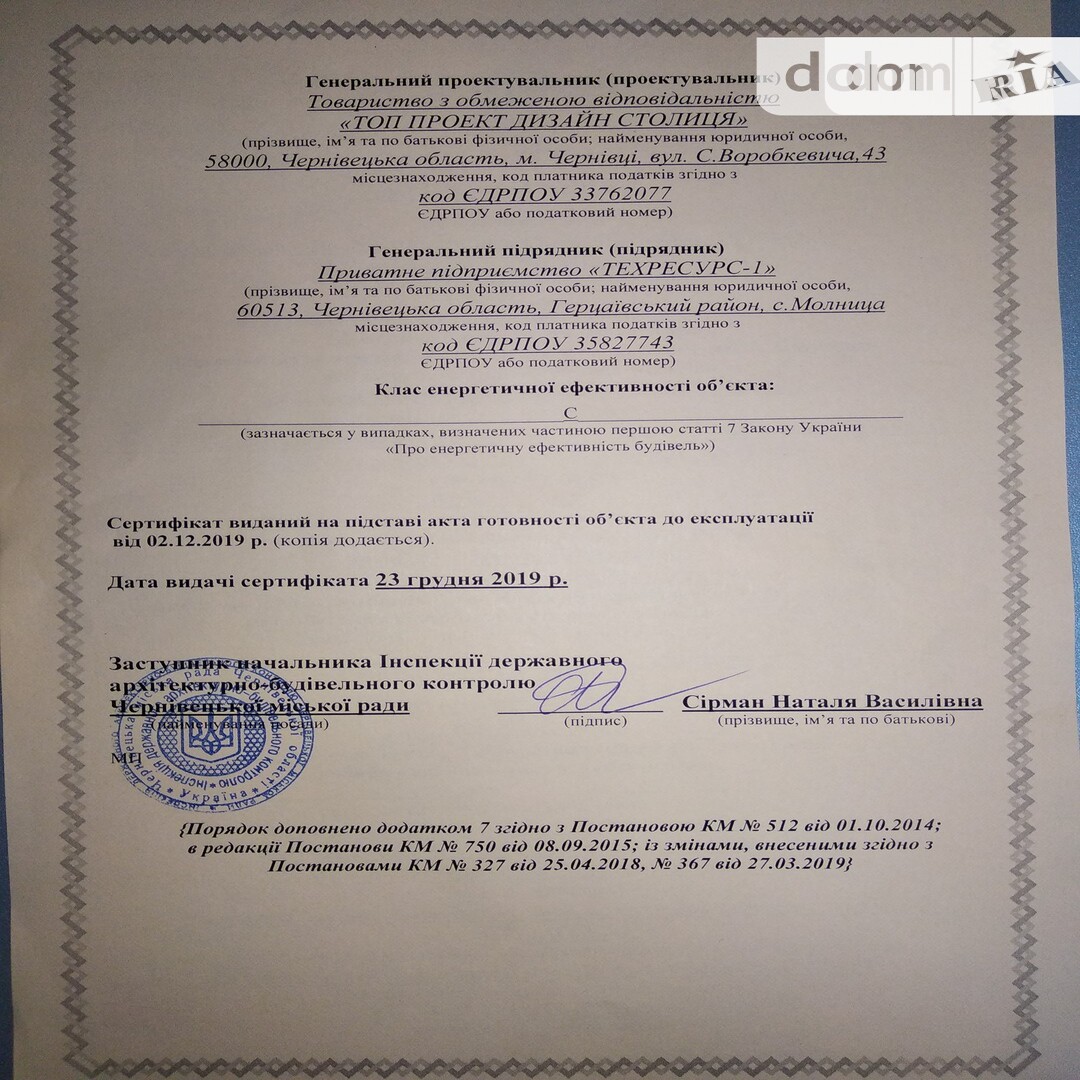 dom RIA
Генеральний проектувальник (проектувальник)
Товариство з обмеженою відповідальністю
«ТОП ПРОЕКТ ДИЗАЙН СТОЛИЦЯ»
(прізвище, ім’я та по батькові фізичної особи; найменування юридичної особи,
58000, Чернівецька область, м. Чернівці, вул. С.Воробкевича,43
місцезнаходження, код платника податків згідно з
код ЄДРПОУ 33762077
ЄДРПОУ або податковий номер)
Генеральний підрядник (підрядник)
Приватне підприємство «ТЕХРЕСУРС-1»
(прізвище, ім’я та по батькові фізичної особи; найменування юридичної особи,
60513, Чернівецька область, Герцаївський район, с.Молница
місцезнаходження, код платника податків згідно з
код ЄДРПОУ 35827743
ЄДРПОУ або податковий номер)
Клас енергетичної ефективності об’єкта:
С
(зазначається у випадках, визначених частиною першою статті 7 Закону України
«Про енергетичну ефективність будівель»)
Сертифікат виданий на підставі акта готовності об’єкта до експлуатації
від 02.12.2019 р. (копія додається).
Дата видачі сертифіката 23 грудня 2019 р.
Заступник начальника Інспекції державного
архітектурно-будівельного контролю
Чернівецької міської ради Сірман Наталя Василівна
(найменування посади) (підпис) (прізвище, ім’я та по батькові)
МП
Україна
{Порядок доповнено додатком 7 згідно з Постановою КМ № 512 від 01.10.2014;
в редакції Постанови КМ № 750 від 08.09.2015; із змінами, внесеними згідно з
Постановами КМ № 327 від 25.04.2018, № 367 від 27.03.2019}